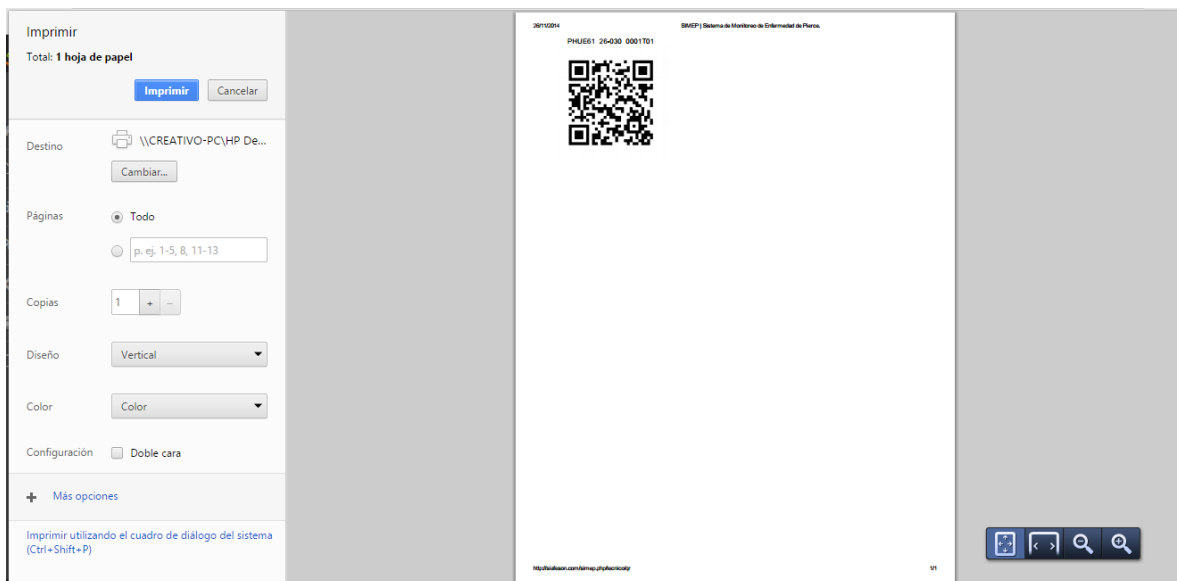 Imprimir
Total: 1 hoja de papel
Imprimir Cancelar
Destino \\CREATIVO-PC\HP De...
Cambiar...
Páginas Todo
p. ej. 1-5, 8, 11-13
Copias 1 + −
Diseño Vertical
Color Color
Configuración Doble cara
+ Más opciones
Imprimir utilizando el cuadro de diálogo del sistema
(Ctrl+Shift+P)
26/11/2014 SIMEP | Sistema de Monitoreo de Enfermedad de Pierce.
PHUE61 26-030 0001T01
1/1